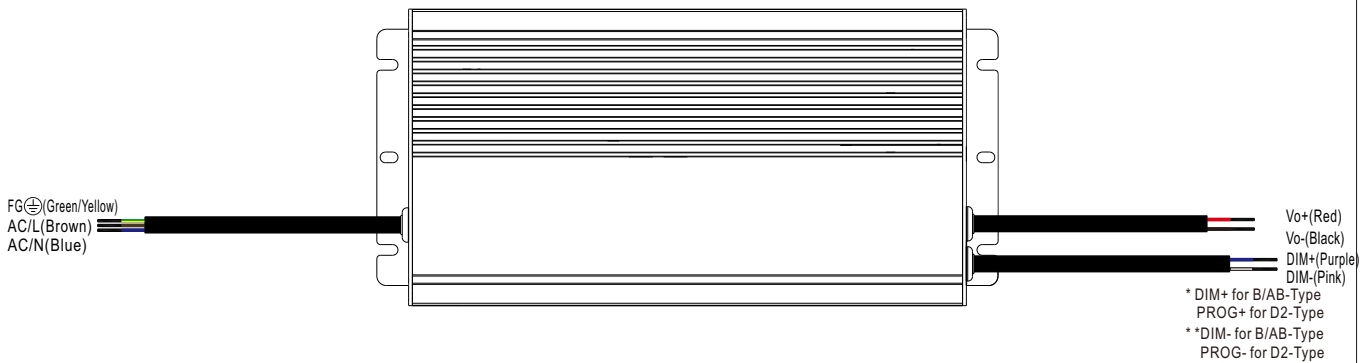 FG⏚(Green/Yellow)
AC/L(Brown)
AC/N(Blue)
Vo+(Red)
Vo-(Black)
DIM+(Purple)
DIM-(Pink)
* DIM+ for B/AB-Type
PROG+ for D2-Type
* *DIM- for B/AB-Type
PROG- for D2-Type